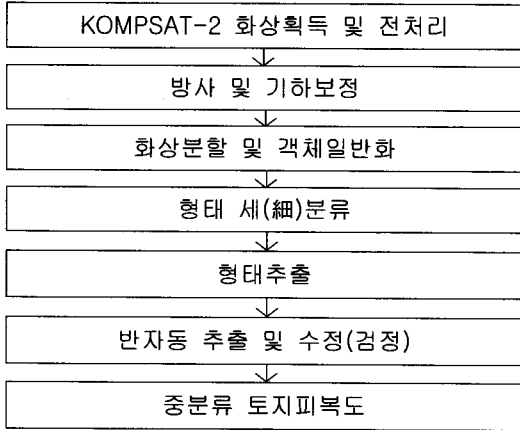 KOMPSAT-2 화상획득 및 전처리
방사 및 기하보정
화상분할 및 객체일반화
형태 세(細)분류
형태추출
반자동 추출 및 수정(검정)
중분류 토지피복도